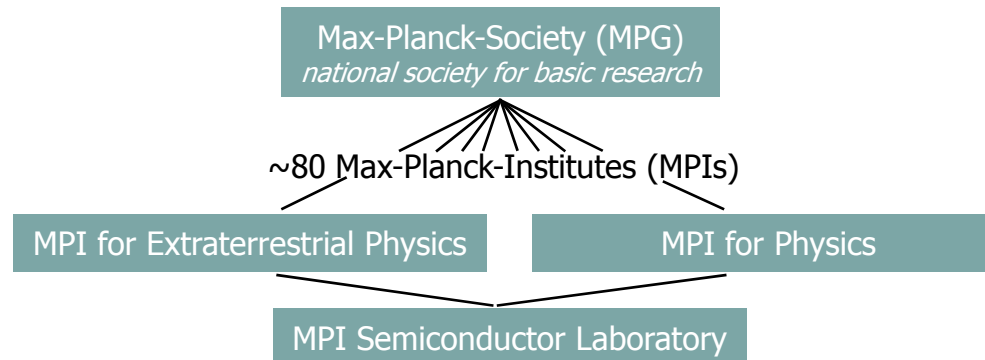 Max-Planck-Society (MPG)
national society for basic research
~80 Max-Planck-Institutes (MPIs)
MPI for Extraterrestrial Physics
MPI for Physics
MPI Semiconductor Laboratory